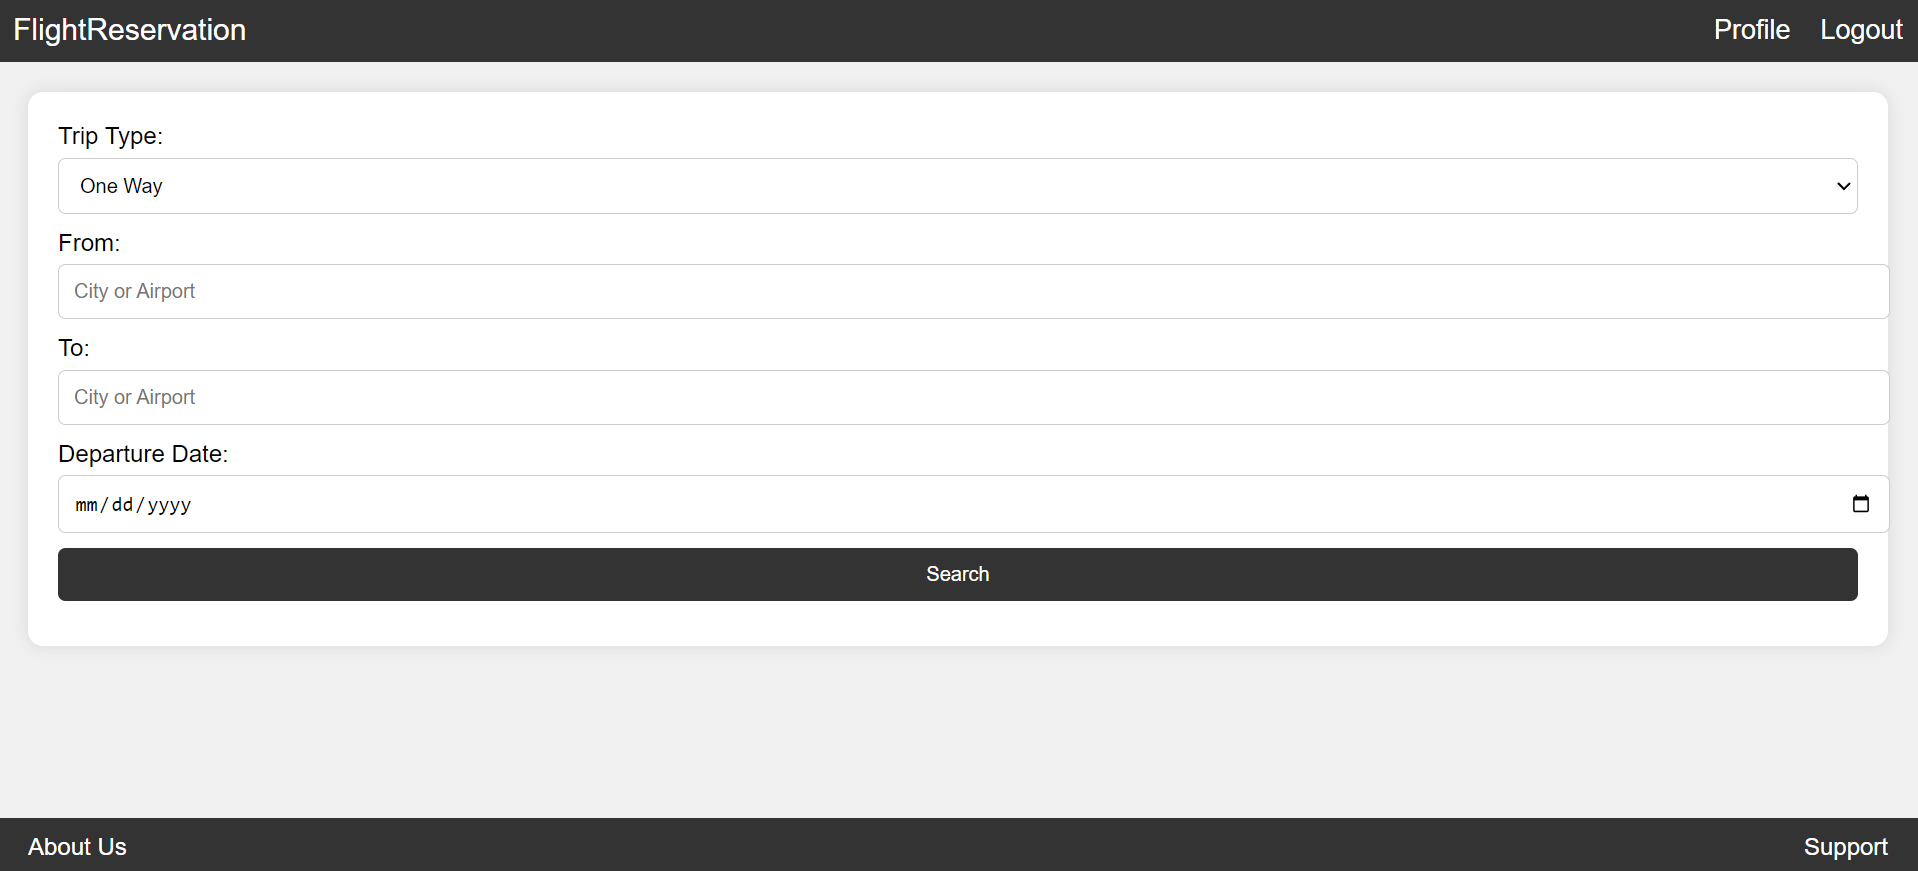 FlightReservation Profile Logout
Trip Type:
One Way
From:
City or Airport
To:
City or Airport
Departure Date:
mm/dd/yyyy
Search
About Us Support